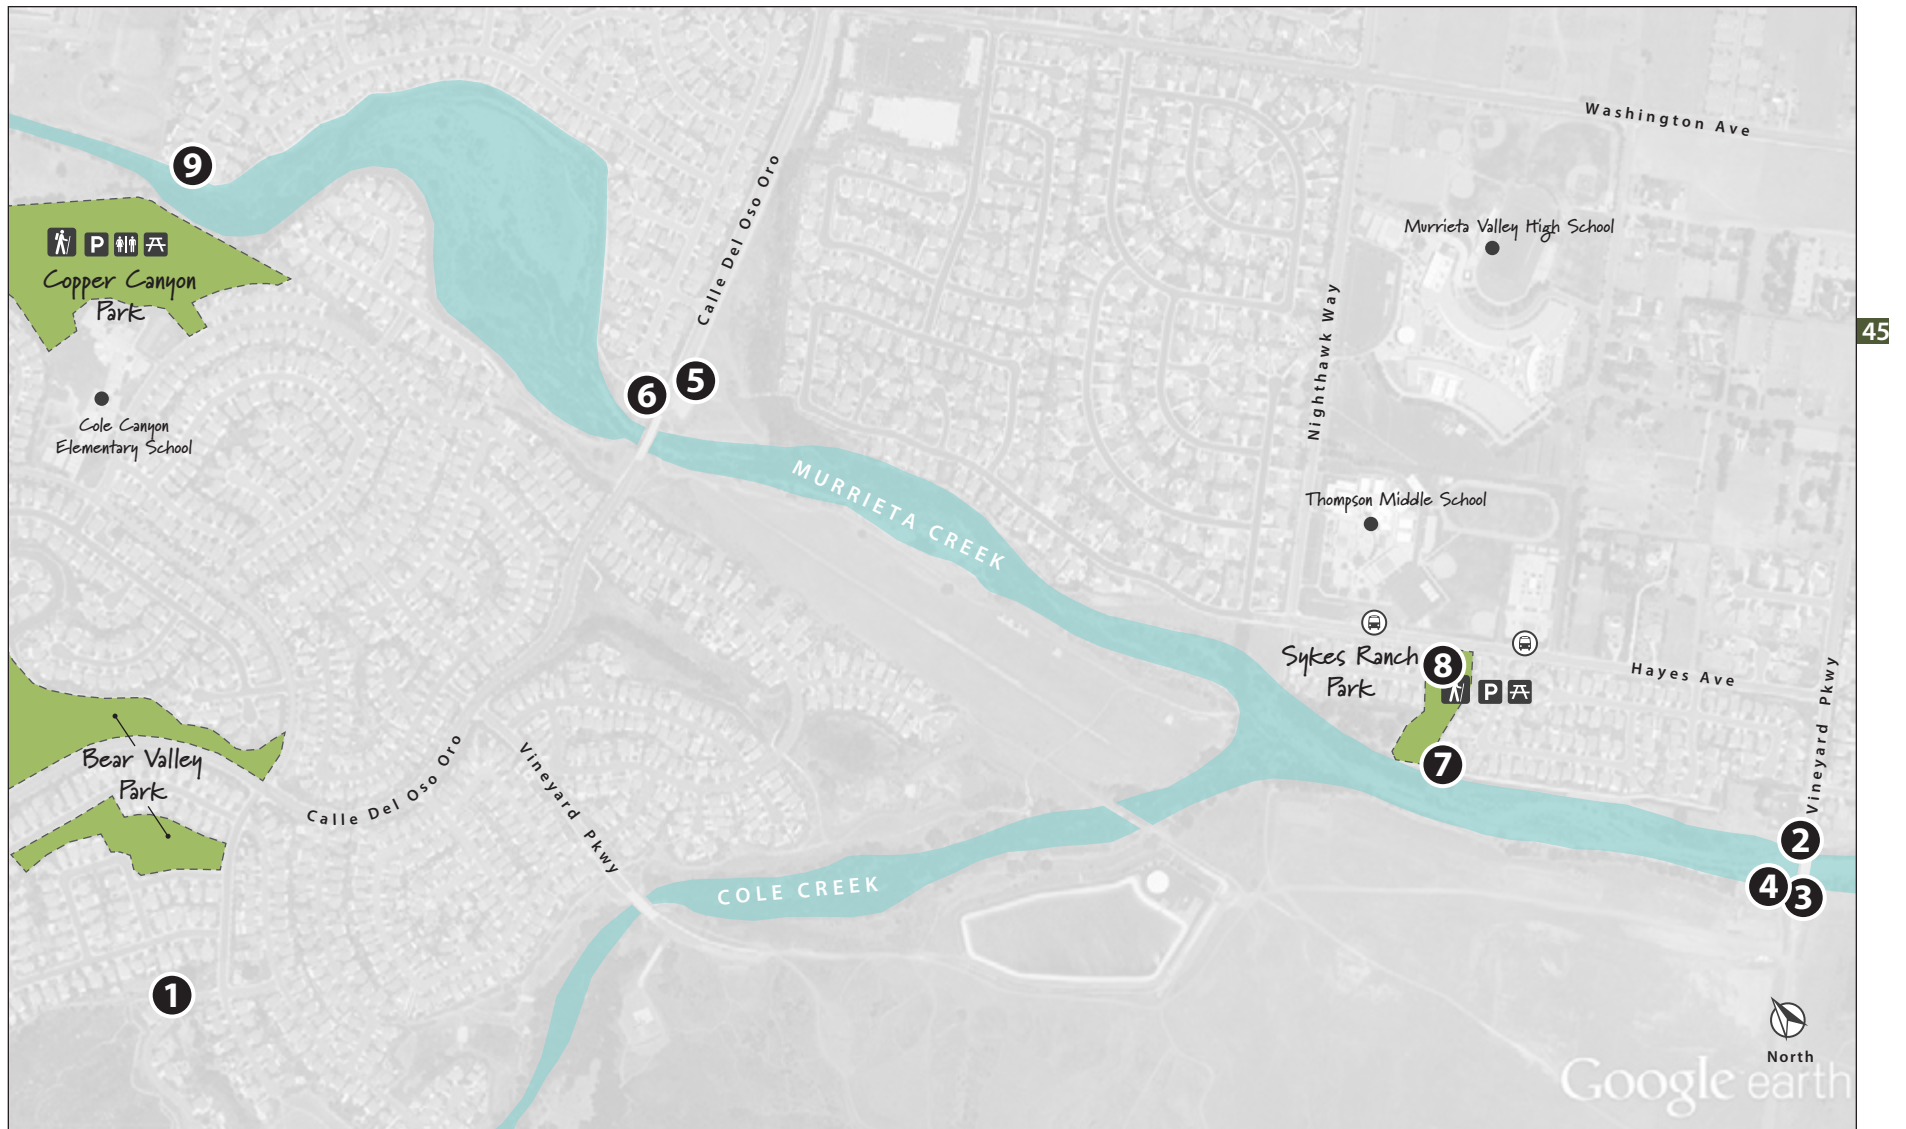 Washington Ave
9
Calle Del Oso Oro
Murrieta Valley High School
P
Copper Canyon
Park
Nighthawk Way
45
6
5
Cole Canyon
Elementary School
MURRIETA CREEK
Thompson Middle School
Sykes Ranch
Park
8
P
Hayes Ave
Vineyard Pkwy
7
Bear Valley
Park
Calle Del Oso Oro
Vineyard Pkwy
2
4
3
COLE CREEK
1
North
Google earth